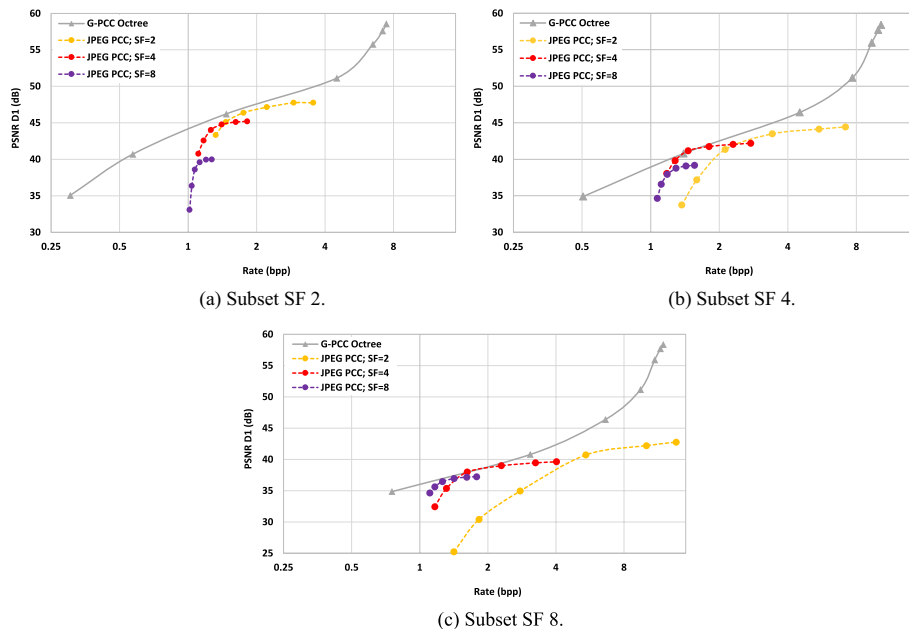 60
55
50
45
40
35
30
PSNR D1 (dB)
G-PCC Octree
JPEG PCC; SF=2
JPEG PCC; SF=4
JPEG PCC; SF=8
0.25 0.5 1 2 4 8
Rate (bpp)
(a) Subset SF 2.
60
55
50
45
40
35
30
PSNR D1 (dB)
G-PCC Octree
JPEG PCC; SF=2
JPEG PCC; SF=4
JPEG PCC; SF=8
0.25 0.5 1 2 4 8
Rate (bpp)
(b) Subset SF 4.
60
55
50
45
40
35
30
25
PSNR D1 (dB)
G-PCC Octree
JPEG PCC; SF=2
JPEG PCC; SF=4
JPEG PCC; SF=8
0.25 0.5 1 2 4 8
Rate (bpp)
(c) Subset SF 8.